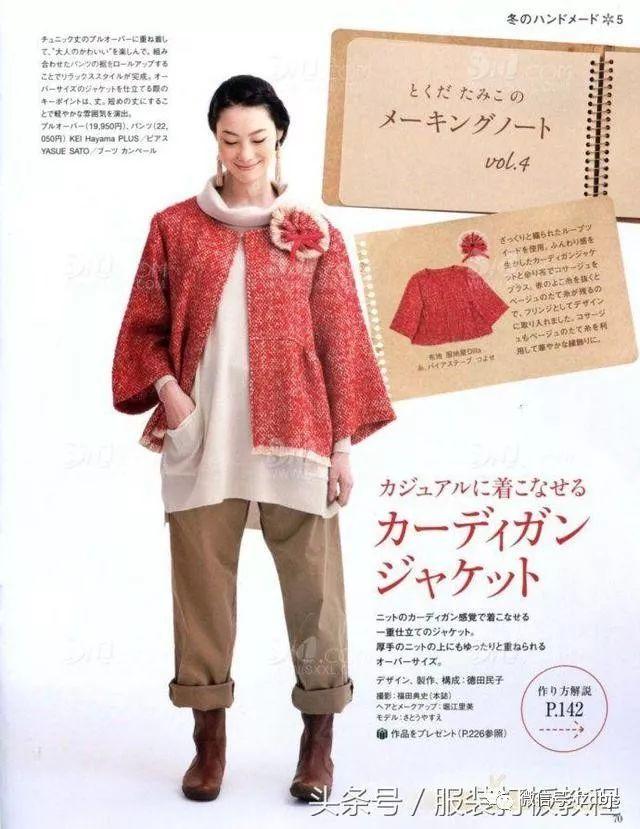 冬のハンドメード✻5
チュニック丈のプルオーバーに重ね着して、“大人のかわいい”を楽しんで。組み合わせたパンツの裾をロールアップすることでリラックススタイルが完成。オーバーサイズのジャケットを仕立てる際のキーポイントは、丈。短めの丈にすることで軽やかな雰囲気を演出。
プルオーバー(19,950円)、パンツ(22,050円) KEI Hayama PLUS／ピアス YASUE SATO／ブーツ カンペール
とくだ たみこの
メーキングノート
vol.4
ざっくりと織られたループツイードを使用。ふんわり感を生かしたカーディガンジャケットと余り布でコサージュをプラス。赤のよこ糸を抜くとベージュのたて糸が残るので、フリンジとしてデザインに取り入れました。コサージュもベージュのたて糸を利用して華やかな縁飾りに。
布地 服地屋Dilla
糸、バイアステープ つよせ
カジュアルに着こなせる
カーディガン
ジャケット
ニットのカーディガン感覚で着こなせる
一重仕立てのジャケット。
厚手のニットの上にもゆったりと重ねられる
オーバーサイズ。
デザイン、製作、構成：德田民子
撮影：福田典史（本誌）
ヘアとメークアップ：堀江里美
モデル：さとうやすえ
作品をプレゼント（P.226参照）
作り方解説
P.142
头条号／服装打板教程
70